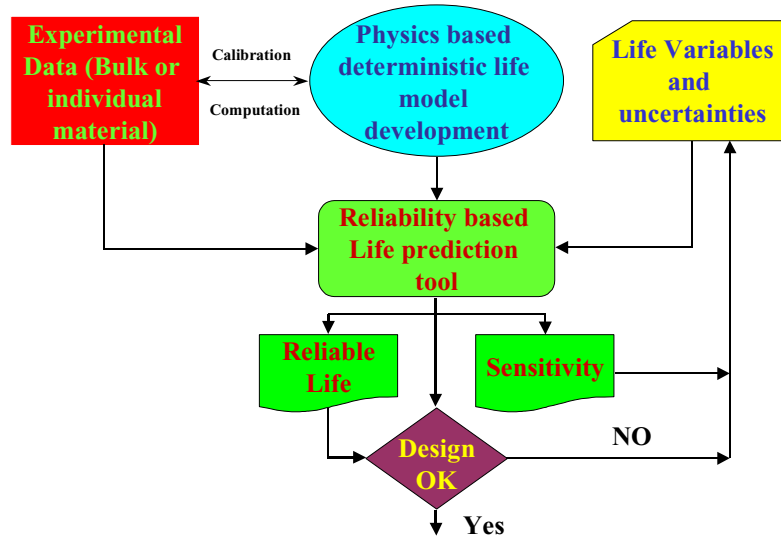 Experimental
Data (Bulk or
individual
material)
Calibration
Computation
Physics based
deterministic life
model
development
Life Variables
and
uncertainties
Reliability based
Life prediction
tool
Reliable
Life
Sensitivity
Design
OK
NO
Yes